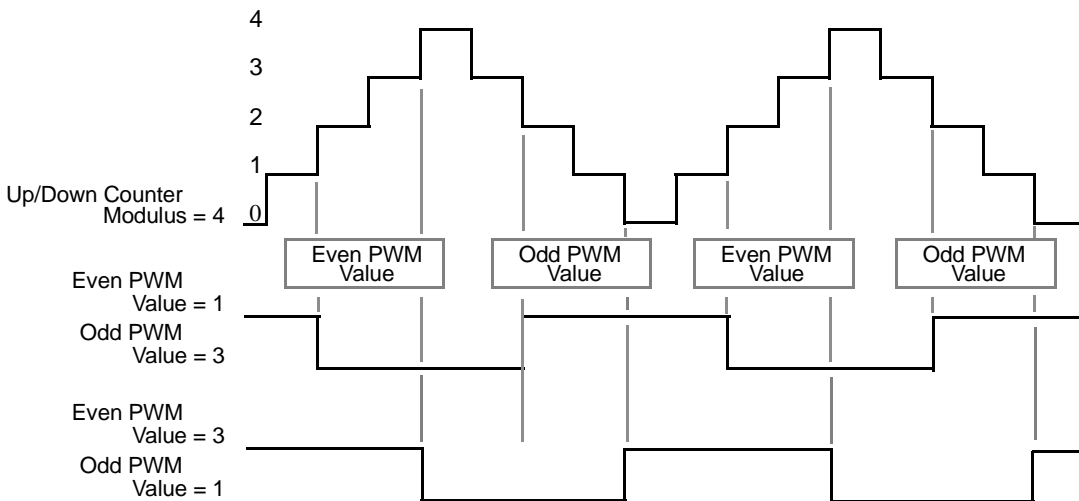 4
3
2
1
Up/Down Counter
Modulus = 4
0
Even PWM
Value
Odd PWM
Value
Even PWM
Value
Odd PWM
Value
Even PWM
Value = 1
Odd PWM
Value = 3
Even PWM
Value = 3
Odd PWM
Value = 1